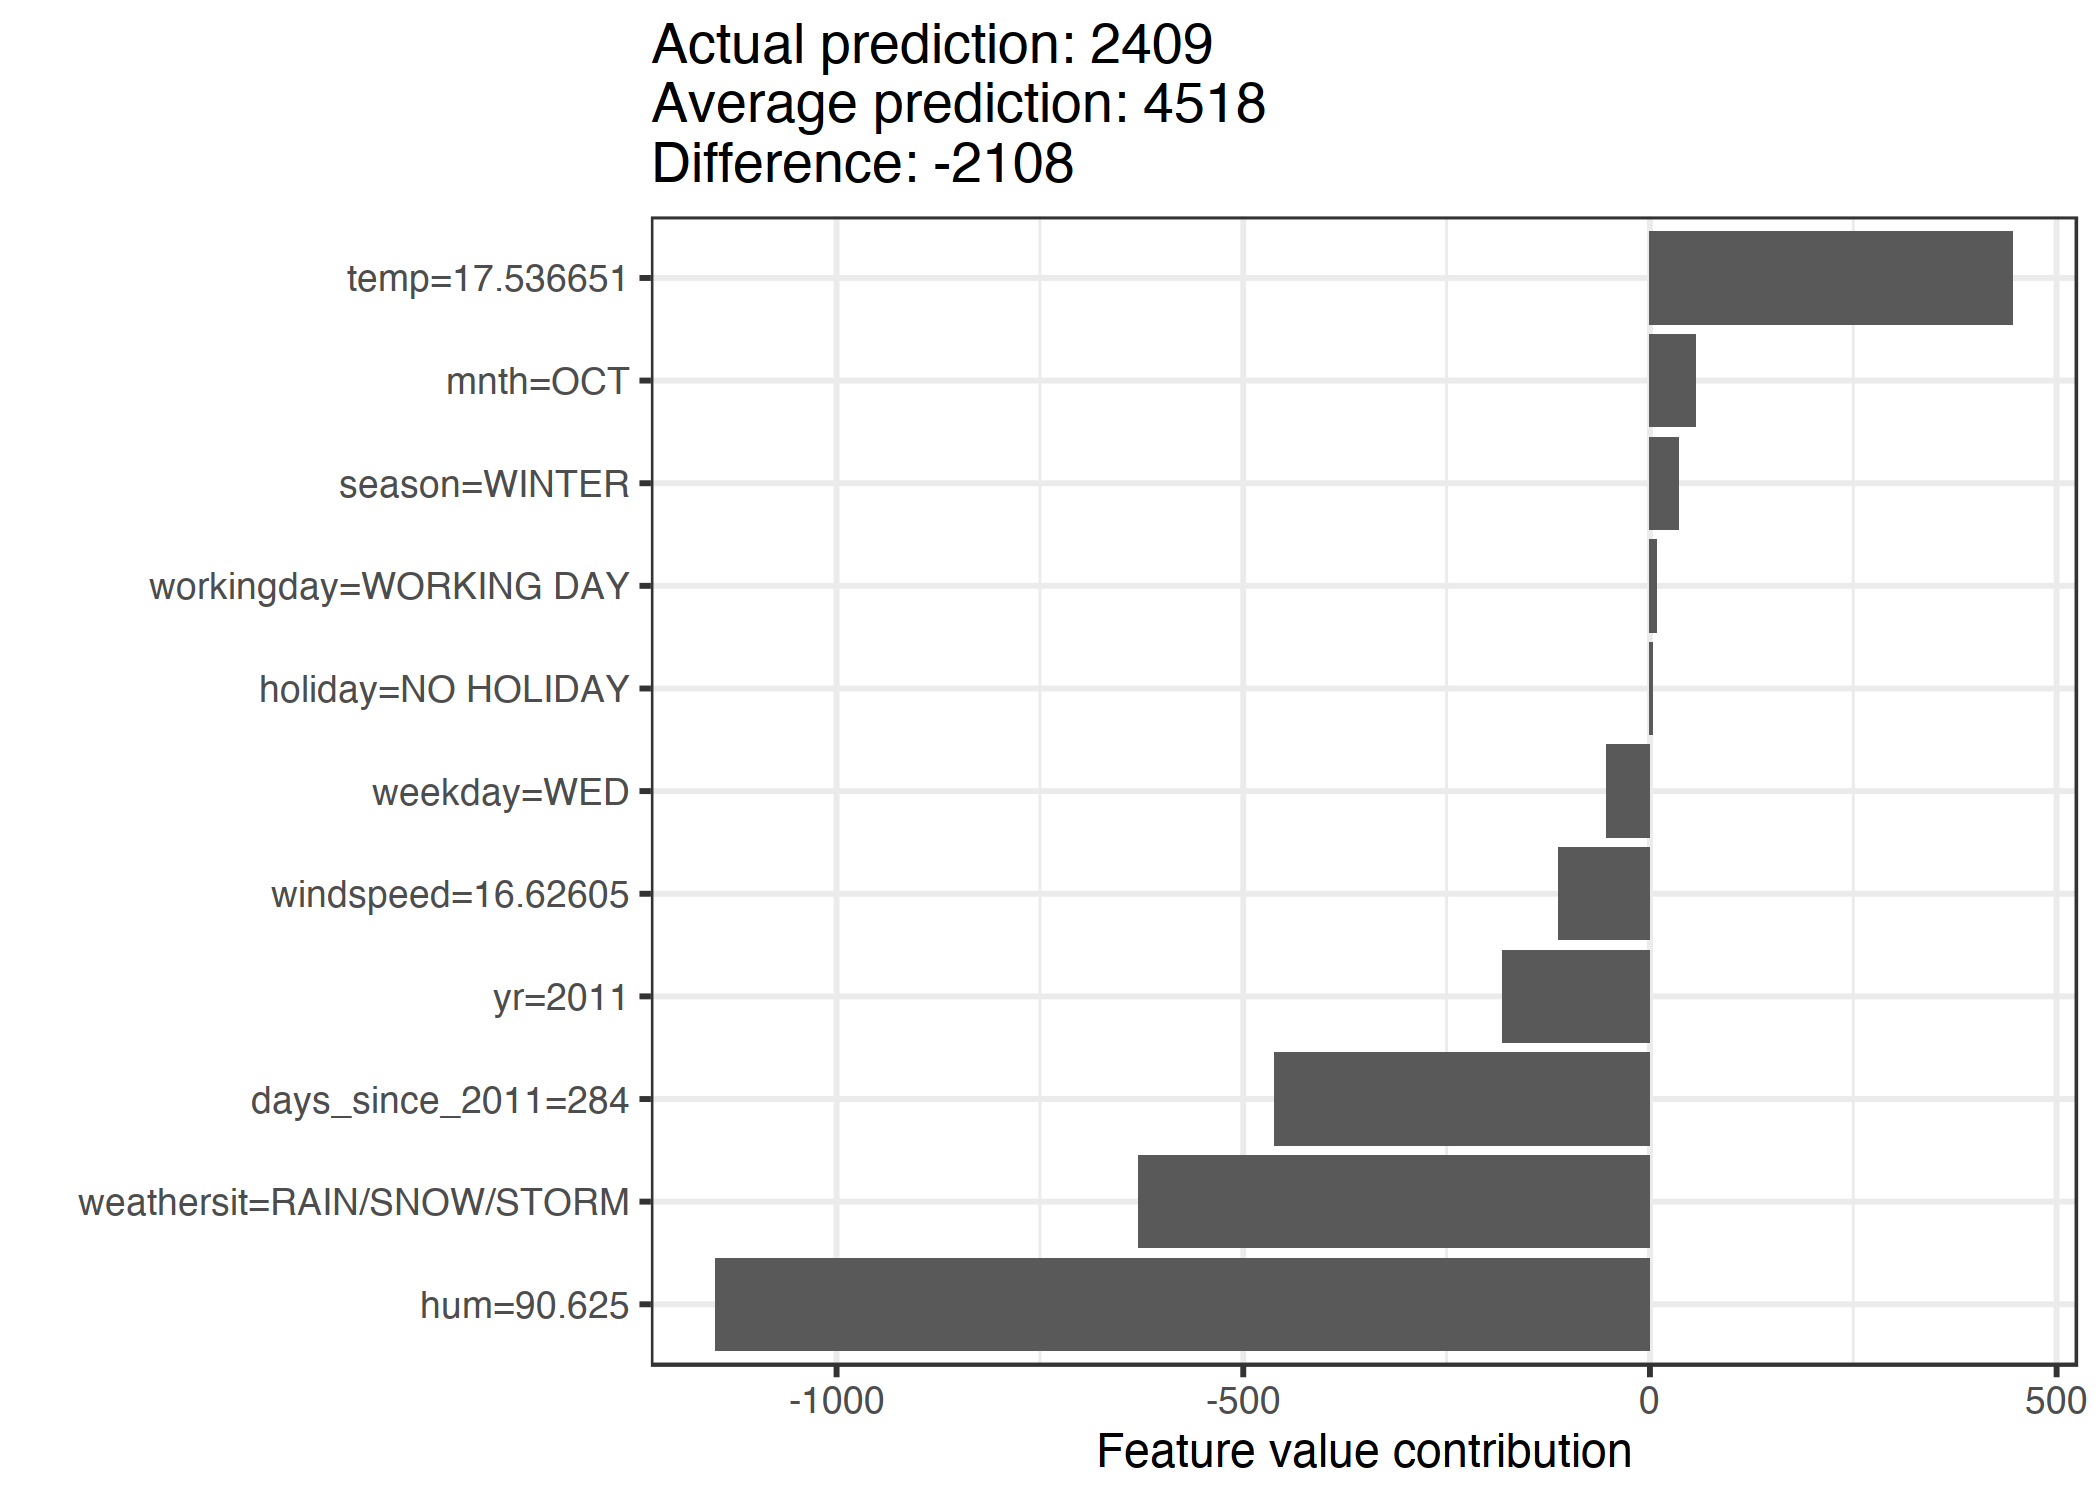 Actual prediction: 2409
Average prediction: 4518
Difference: -2108
temp=17.536651
mnth=OCT
season=WINTER
workingday=WORKING DAY
holiday=NO HOLIDAY
weekday=WED
windspeed=16.62605
yr=2011
days_since_2011=284
weathersit=RAIN/SNOW/STORM
hum=90.625
-1000 -500 0 500
Feature value contribution